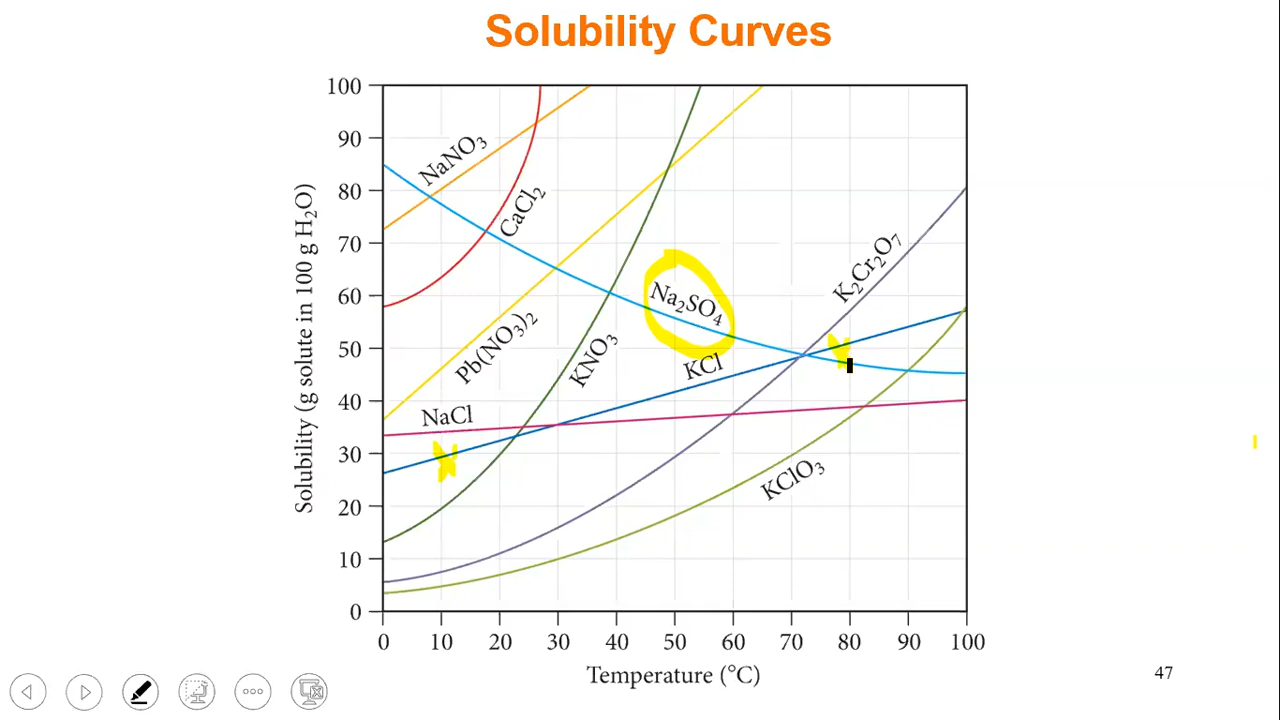 Solubility Curves
Solubility (g solute in 100 g H₂O)
100
90
80
70
60
50
40
30
20
10
0
NaNO₃
CaCl₂
Pb(NO₃)₂
KNO₃
Na₂SO₄
KCl
NaCl
K₂Cr₂O₇
KClO₃
0 10 20 30 40 50 60 70 80 90 100
Temperature (°C)
47